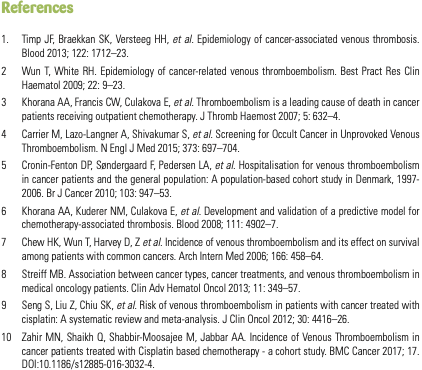 References
1. Timp JF, Braekkan SK, Versteeg HH, et al. Epidemiology of cancer-associated venous thrombosis.
Blood 2013; 122: 1712–23.
2 Wun T, White RH. Epidemiology of cancer-related venous thromboembolism. Best Pract Res Clin
Haematol 2009; 22: 9–23.
3 Khorana AA, Francis CW, Culakova E, et al. Thromboembolism is a leading cause of death in cancer
patients receiving outpatient chemotherapy. J Thromb Haemost 2007; 5: 632–4.
4 Carrier M, Lazo-Langner A, Shivakumar S, et al. Screening for Occult Cancer in Unprovoked Venous
Thromboembolism. N Engl J Med 2015; 373: 697–704.
5 Cronin-Fenton DP, Søndergaard F, Pedersen LA, et al. Hospitalisation for venous thromboembolism
in cancer patients and the general population: A population-based cohort study in Denmark, 1997-
2006. Br J Cancer 2010; 103: 947–53.
6 Khorana AA, Kuderer NM, Culakova E, et al. Development and validation of a predictive model for
chemotherapy-associated thrombosis. Blood 2008; 111: 4902–7.
7 Chew HK, Wun T, Harvey D, Z et al. Incidence of venous thromboembolism and its effect on survival
among patients with common cancers. Arch Intern Med 2006; 166: 458–64.
8 Streiff MB. Association between cancer types, cancer treatments, and venous thromboembolism in
medical oncology patients. Clin Adv Hematol Oncol 2013; 11: 349–57.
9 Seng S, Liu Z, Chiu SK, et al. Risk of venous thromboembolism in patients with cancer treated with
cisplatin: A systematic review and meta-analysis. J Clin Oncol 2012; 30: 4416–26.
10 Zahir MN, Shaikh Q, Shabbir-Moosajee M, Jabbar AA. Incidence of Venous Thromboembolism in
cancer patients treated with Cisplatin based chemotherapy - a cohort study. BMC Cancer 2017; 17.
DOI:10.1186/s12885-016-3032-4.